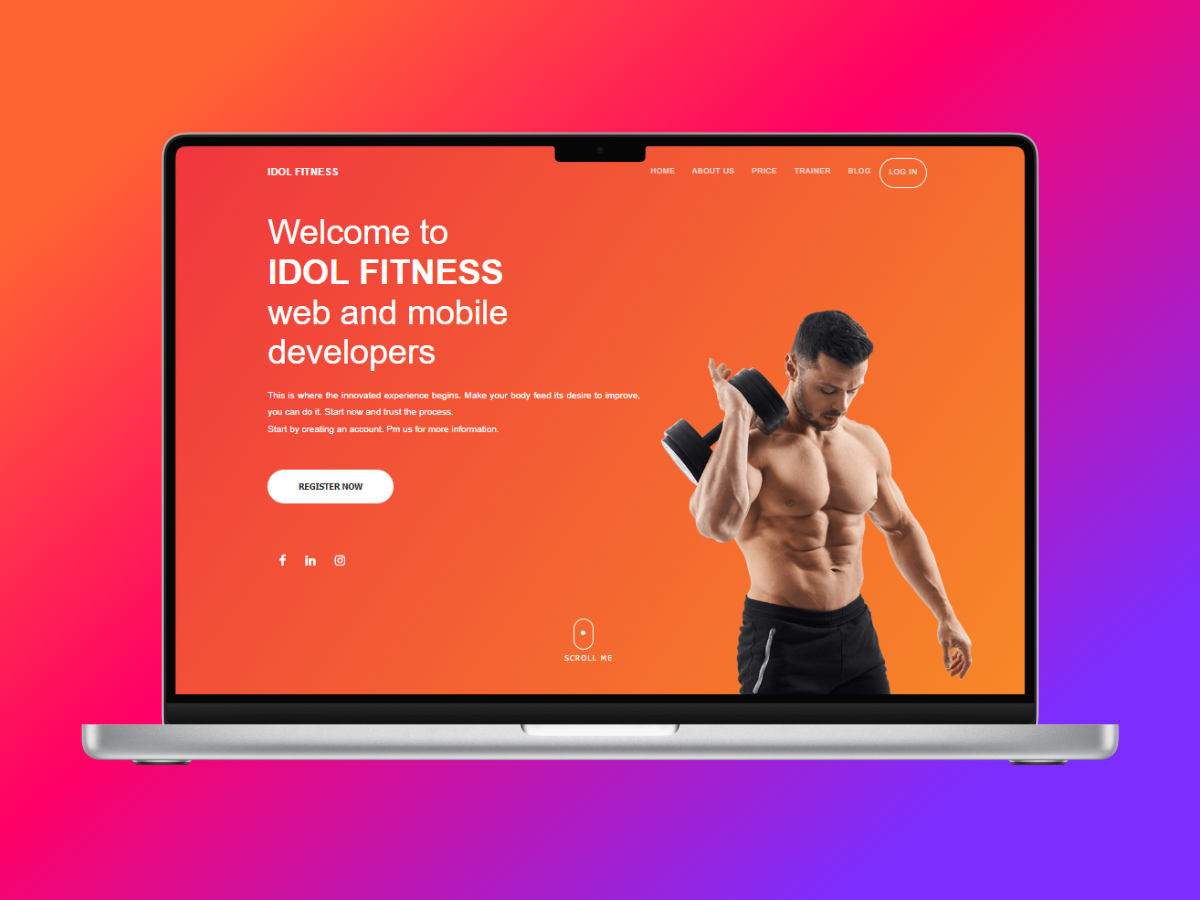 IDOL FITNESS
HOME ABOUT US PRICE TRAINER BLOG LOG IN
Welcome to
IDOL FITNESS
web and mobile
developers
This is where the innovated experience begins. Make your body feed its desire to improve,
you can do it. Start now and trust the process.
Start by creating an account. Pm us for more information.
REGISTER NOW
f in
SCROLL ME